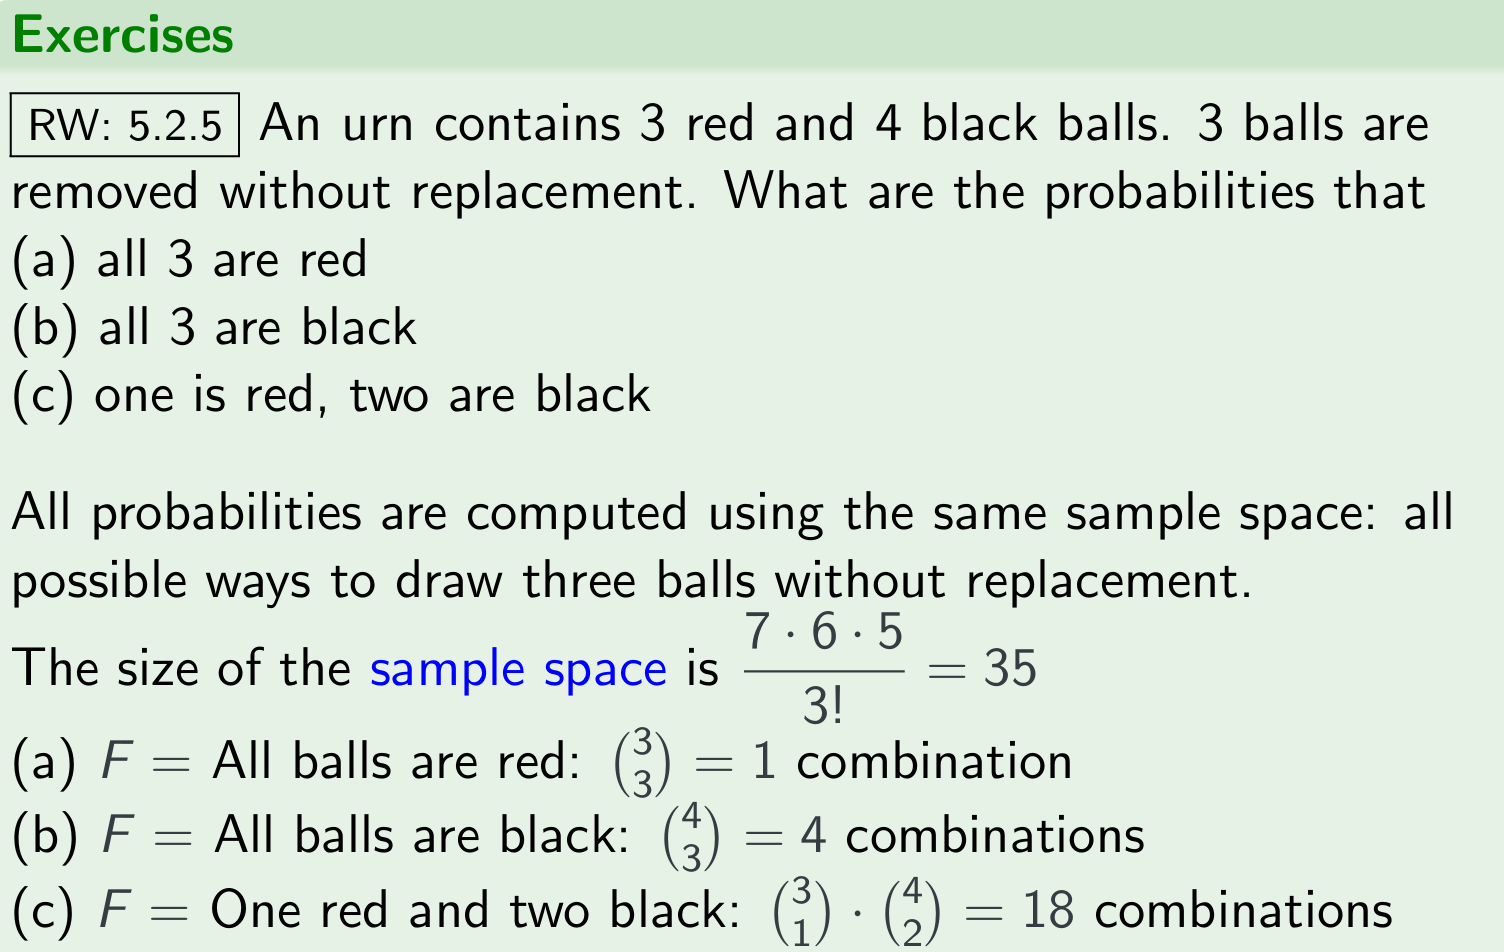 Exercises
RW: 5.2.5 An urn contains 3 red and 4 black balls. 3 balls are
removed without replacement. What are the probabilities that
(a) all 3 are red
(b) all 3 are black
(c) one is red, two are black
All probabilities are computed using the same sample space: all
possible ways to draw three balls without replacement.
The size of the sample space is $\frac{7 \cdot 6 \cdot 5}{3!} = 35$
(a) $F =$ All balls are red: $\binom{3}{3} = 1$ combination
(b) $F =$ All balls are black: $\binom{4}{3} = 4$ combinations
(c) $F =$ One red and two black: $\binom{3}{1} \cdot \binom{4}{2} = 18$ combinations